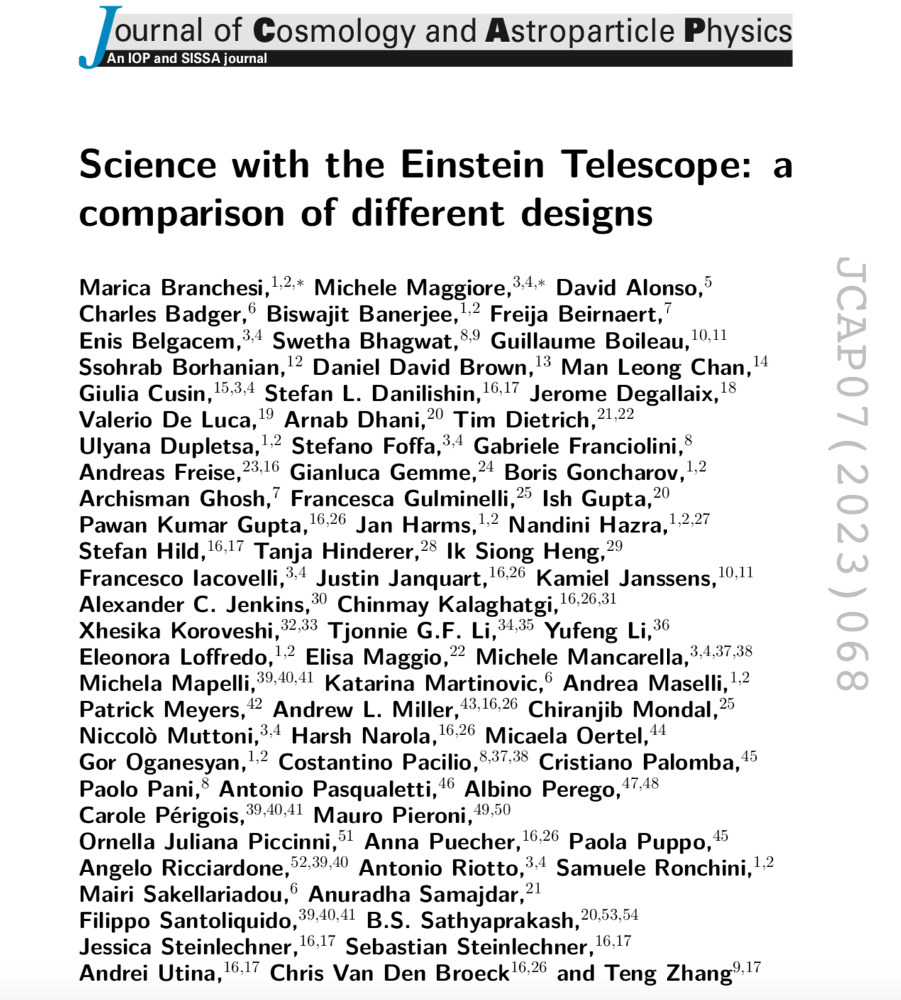 Journal of Cosmology and Astroparticle Physics
An IOP and SISSA journal
Science with the Einstein Telescope: a
comparison of different designs
Marica Branchesi,1,2,* Michele Maggiore,3,4,* David Alonso,5
Charles Badger,6 Biswajit Banerjee,1,2 Freija Beirnaert,7
Enis Belgacem,3,4 Swetha Bhagwat,8,9 Guillaume Boileau,10,11
Ssohrab Borhanian,12 Daniel David Brown,13 Man Leong Chan,14
Giulia Cusin,15,3,4 Stefan L. Danilishin,16,17 Jerome Degallaix,18
Valerio De Luca,19 Arnab Dhani,20 Tim Dietrich,21,22
Ulyana Dupletsa,1,2 Stefano Foffa,3,4 Gabriele Franciolini,8
Andreas Freise,23,16 Gianluca Gemme,24 Boris Goncharov,1,2
Archisman Ghosh,7 Francesca Gulminelli,25 Ish Gupta,20
Pawan Kumar Gupta,16,26 Jan Harms,1,2 Nandini Hazra,1,2,27
Stefan Hild,16,17 Tanja Hinderer,28 Ik Siong Heng,29
Francesco Iacovelli,3,4 Justin Janquart,16,26 Kamiel Janssens,10,11
Alexander C. Jenkins,30 Chinmay Kalaghatgi,16,26,31
Xhesika Koroveshi,32,33 Tjonnie G.F. Li,34,35 Yufeng Li,36
Eleonora Loffredo,1,2 Elisa Maggio,22 Michele Mancarella,3,4,37,38
Michela Mapelli,39,40,41 Katarina Martinovic,6 Andrea Maselli,1,2
Patrick Meyers,42 Andrew L. Miller,43,16,26 Chiranjib Mondal,25
Niccolò Muttoni,3,4 Harsh Narola,16,26 Micaela Oertel,44
Gor Oganesyan,1,2 Costantino Pacilio,8,37,38 Cristiano Palomba,45
Paolo Pani,8 Antonio Pasqualetti,46 Albino Perego,47,48
Carole Périgois,39,40,41 Mauro Pieroni,49,50
Ornella Juliana Piccinni,51 Anna Puecher,16,26 Paola Puppo,45
Angelo Ricciardone,52,39,40 Antonio Riotto,3,4 Samuele Ronchini,1,2
Mairi Sakellariadou,6 Anuradha Samajdar,21
Filippo Santoliquido,39,40,41 B.S. Sathyaprakash,20,53,54
Jessica Steinlechner,16,17 Sebastian Steinlechner,16,17
Andrei Utina,16,17 Chris Van Den Broeck16,26 and Teng Zhang9,17
JCAP07(2023)068